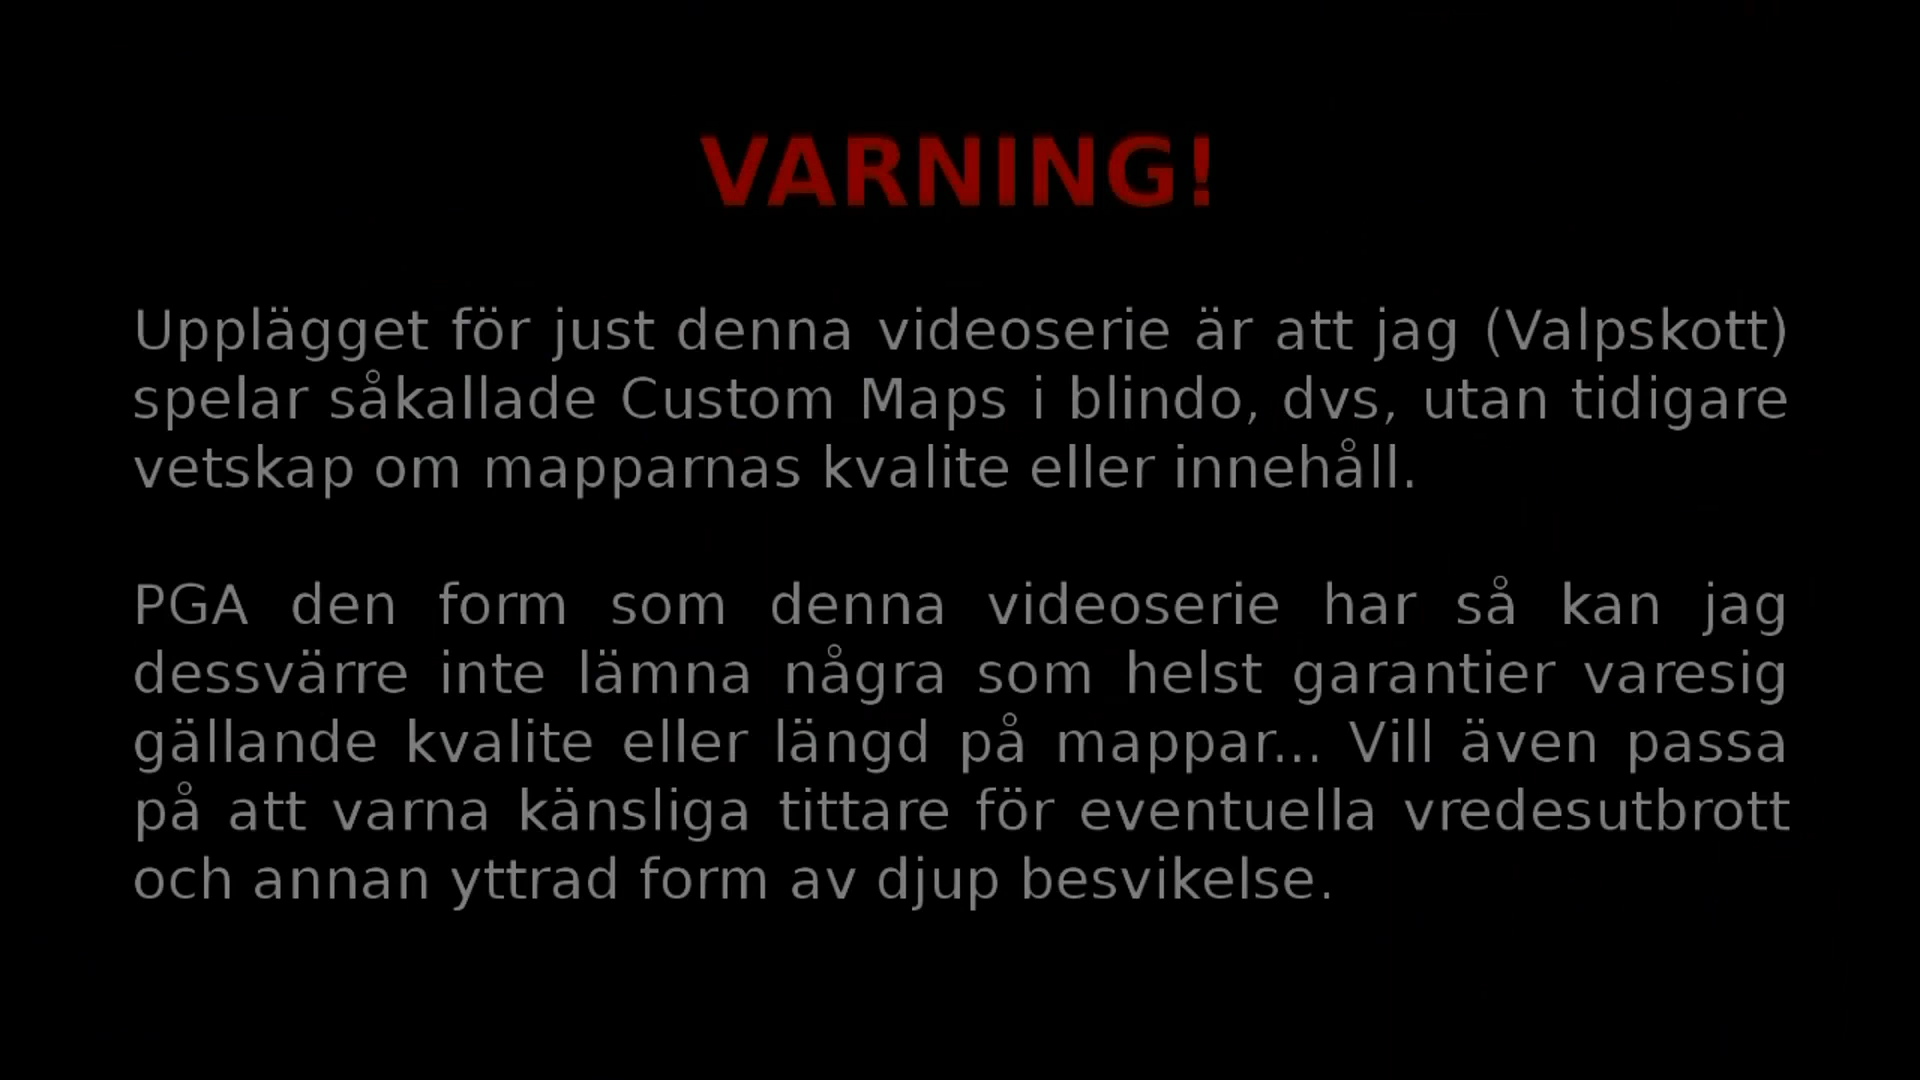 VARNING!
Upplägget för just denna videoserie är att jag (Valpskott)
spelar såkallade Custom Maps i blindo, dvs, utan tidigare
vetskap om mapparnas kvalite eller innehåll.
PGA den form som denna videoserie har så kan jag
dessvärre inte lämna några som helst garantier varesig
gällande kvalite eller längd på mappar... Vill även passa
på att varna känsliga tittare för eventuella vredesutbrott
och annan yttrad form av djup besvikelse.